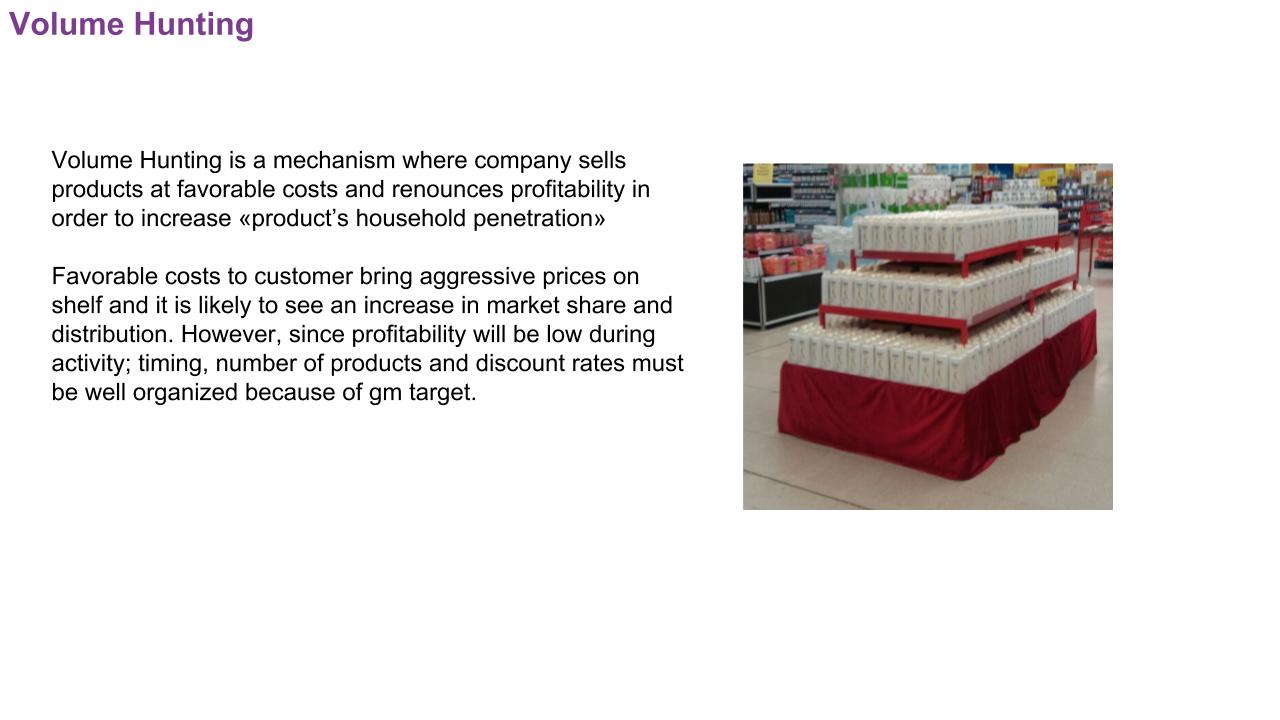 Volume Hunting
Volume Hunting is a mechanism where company sells
products at favorable costs and renounces profitability in
order to increase «product’s household penetration»
Favorable costs to customer bring aggressive prices on
shelf and it is likely to see an increase in market share and
distribution. However, since profitability will be low during
activity; timing, number of products and discount rates must
be well organized because of gm target.